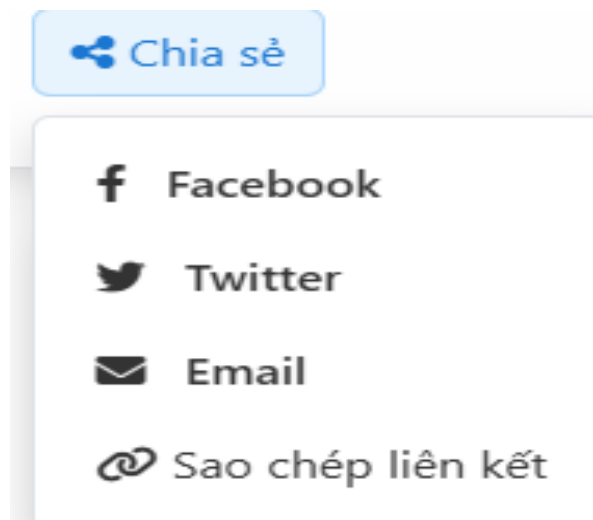 Chia sẻ
Facebook
Twitter
Email
Sao chép liên kết